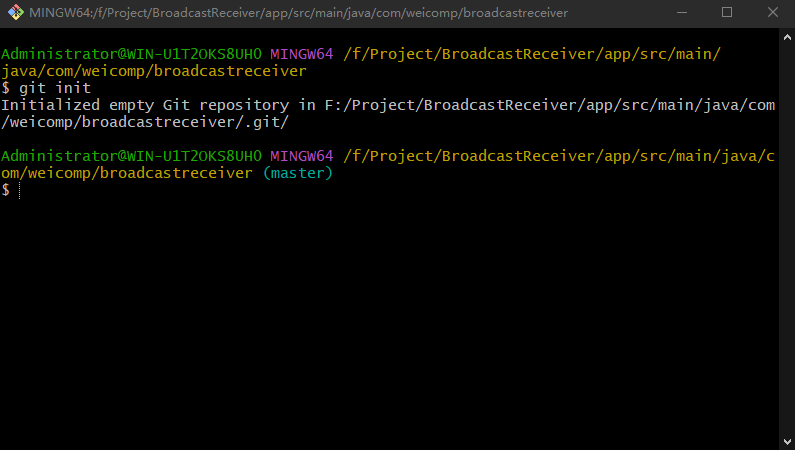 MINGW64:/f/Project/BroadcastReceiver/app/src/main/java/com/weicomp/broadcastreceiver
Administrator@WIN-U1T2OKS8UHO MINGW64 /f/Project/BroadcastReceiver/app/src/main/
java/com/weicomp/broadcastreceiver
$ git init
Initialized empty Git repository in F:/Project/BroadcastReceiver/app/src/main/java/com
/weicomp/broadcastreceiver/.git/
Administrator@WIN-U1T2OKS8UHO MINGW64 /f/Project/BroadcastReceiver/app/src/main/java/c
om/weicomp/broadcastreceiver (master)
$